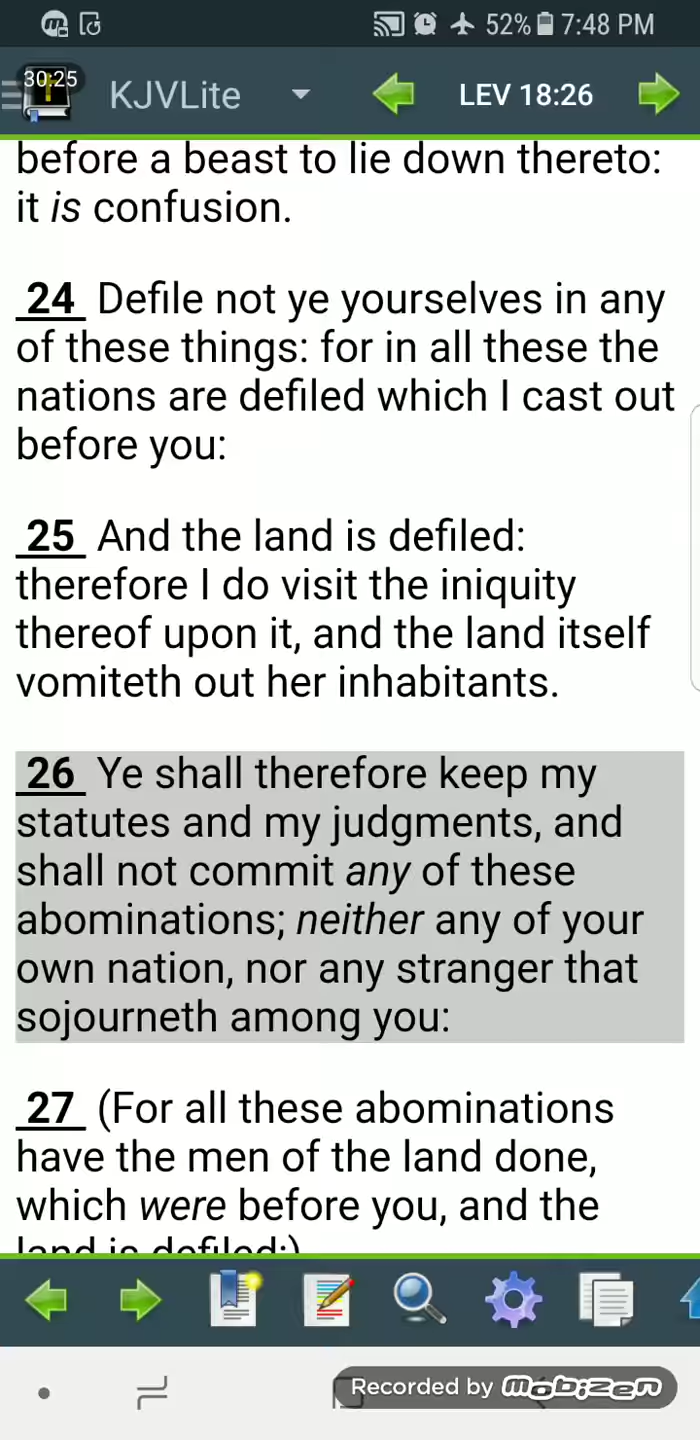 52% 7:48 PM
30:25
KJVLite
LEV 18:26
before a beast to lie down thereto:
it is confusion.
24 Defile not ye yourselves in any
of these things: for in all these the
nations are defiled which I cast out
before you:
25 And the land is defiled:
therefore I do visit the iniquity
thereof upon it, and the land itself
vomiteth out her inhabitants.
26 Ye shall therefore keep my
statutes and my judgments, and
shall not commit any of these
abominations; neither any of your
own nation, nor any stranger that
sojourneth among you:
27 (For all these abominations
have the men of the land done,
which were before you, and the
land is defiled;)
Recorded by mobizen